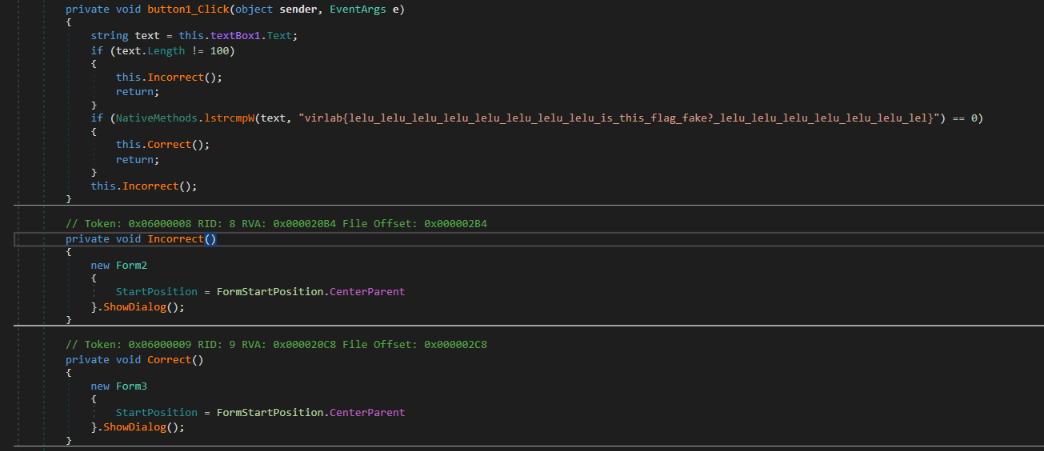 private void button1_Click(object sender, EventArgs e)
{
string text = this.textBox1.Text;
if (text.Length != 100)
{
this.Incorrect();
return;
}
if (NativeMethods.lstrcmpW(text, "virlab{lelu_lelu_lelu_lelu_lelu_lelu_lelu_lelu_is_this_flag_fake?_lelu_lelu_lelu_lelu_lelu_lelu_lel}") == 0)
{
this.Correct();
return;
}
this.Incorrect();
}
// Token: 0x06000008 RID: 8 RVA: 0x000020B4 File Offset: 0x000002B4
private void Incorrect()
{
new Form2
{
StartPosition = FormStartPosition.CenterParent
}.ShowDialog();
}
// Token: 0x06000009 RID: 9 RVA: 0x000020C8 File Offset: 0x000002C8
private void Correct()
{
new Form3
{
StartPosition = FormStartPosition.CenterParent
}.ShowDialog();
}